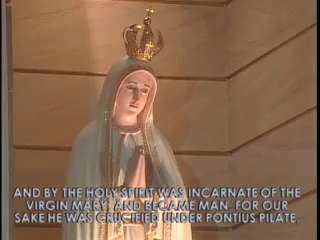 AND BY THE HOLY SPIRIT WAS INCARNATE OF THE
VIRGIN MARY, AND BECAME MAN. FOR OUR
SAKE HE WAS CRUCIFIED UNDER PONTIUS PILATE,